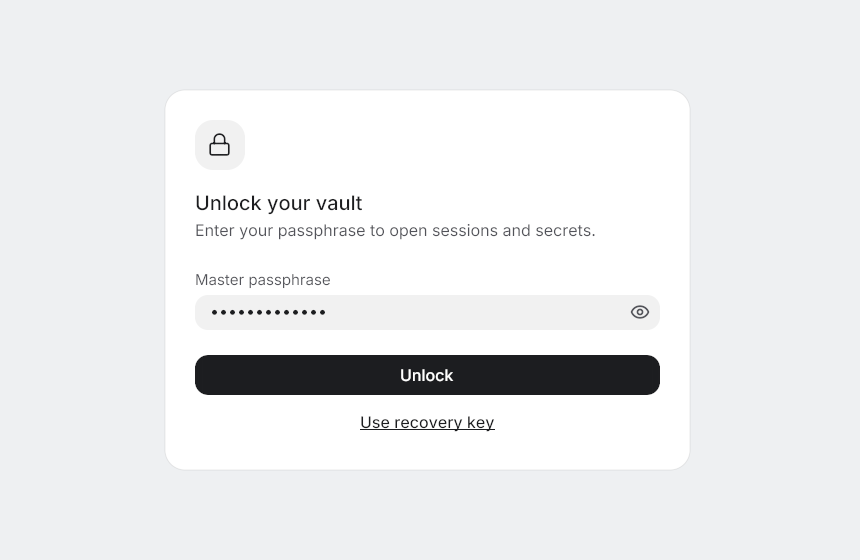 Unlock your vault
Enter your passphrase to open sessions and secrets.
Master passphrase
•••••••••••••
Unlock
Use recovery key